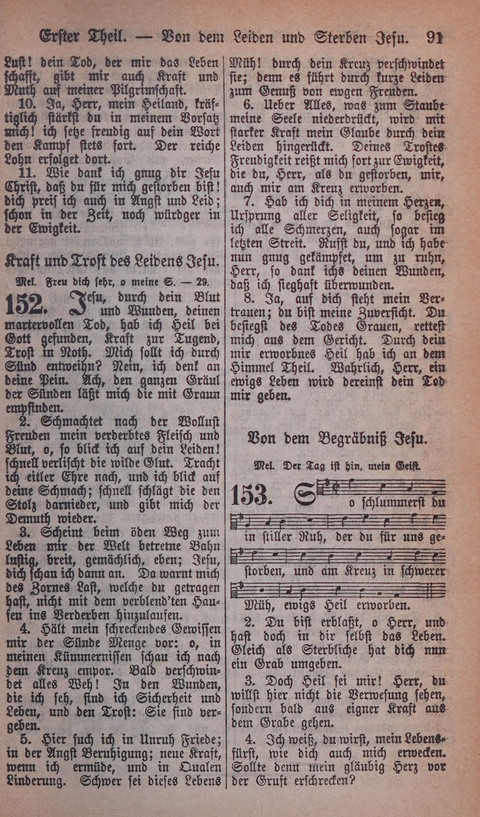 Erster Theil. — Von dem Leiden und Sterben Jesu. 91
Lust! dein Tod, der mir das Leben
schafft, gibt mir auch Kraft und
Muth auf meiner Pilgrimschaft.
10. Ja, Herr, mein Heiland, kräf-
tiglich stärkst du in meinem Vorsatz
mich! ich setze freudig auf dein Wort
den Kampf stets fort. Der reiche
Lohn erfolget dort.
11. Wie dank ich gnug dir Jesu
Christ, daß du für mich gestorben bist!
dich preis ich auch in Angst und Leid;
schon in der Zeit, noch würdger in
der Ewigkeit.
Kraft und Trost des Leidens Jesu.
Mel. Freu dich sehr, o meine S. — 29.
152. Jesu, durch dein Blut
und Wunden, deinen
martervollen Tod, hab ich Heil bei
Gott gefunden, Kraft zur Tugend,
Trost in Noth. Mich sollt ich durch
Sünd entweihn? Nein, ich denk an
deine Pein. Ach, den ganzen Gräul
der Sünden läßt mich die mit Graun
empfinden.
2. Schmachtet nach der Wollust
Freuden mein verderbtes Fleisch und
Blut, o, so blick ich auf dein Leiden!
schnell verlischt die wilde Glut. Tracht
ich eitler Ehre nach, und ich blick auf
deine Schmach; schnell schlägt die den
Stolz darnieder, und gibt mich der
Demuth wieder.
3. Scheint beim öden Weg zum
Leben mir der Welt betretne Bahn
lustig, breit, gemächlich, eben; Jesu,
dich schau ich dann an. Da warnt mich
des Zornes Last, welche du getragen
hast, nicht mit dem verblend'ten Hau-
fen ins Verderben hinzulaufen.
4. Hält mein schreckendes Gewissen
mir der Sünde Menge vor: o, in
meinen Kümmernissen schau ich nach
dem Kreuz empor. Bald verschwin-
det alles Weh! In den Wunden,
die ich seh, find ich Sicherheit und
Leben, und den Trost: Sie sind ver-
geben.
5. Hier such ich in Unruh Friede;
in der Angst Beruhigung; neue Kraft,
wenn ich ermüde, und in Qualen
Linderung. Schwer sei dieses Lebens
Müh! durch dein Kreuz verschwindet
sie; denn es führt durch kurze Leiden
zum Genuß von ewgen Freuden.
6. Ueber Alles, was zum Staube
meine Seele niederdrückt, wird mit
starker Kraft mein Glaube durch dein
Leiden hingerückt. Deines Trostes
Freudigkeit reißt mich fort zur Ewigkeit,
die du, Herr, als du gestorben, mir,
auch mir am Kreuz erworben.
7. Hab ich dich in meinem Herzen,
Ursprung aller Seligkeit, so besieg
ich alle Schmerzen, auch sogar im
letzten Streit. Rufst du, und ich habe
nun gnug gekämpfet, um zu ruhn,
Herr, so dank ichs deinen Wunden,
daß ich sieghaft überwunden.
8. Ja, auf dich steht mein Ver-
trauen; du bist meine Zuversicht. Du
besiegst des Todes Grauen, rettest
mich aus dem Gericht. Durch dein
mir erworbnes Heil hab ich an dem
Himmel Theil. Wahrlich, Herr, ein
ewigs Leben wird dereinst dein Tod
mir geben.
Von dem Begräbniß Jesu.
Mel. Der Tag ist hin, mein Geist.
153. So schlummerst du
in stiller Ruh, der du für uns ge-
storben, und am Kreuz in schwerer
Müh, ewigs Heil erworben.
2. Du bist erblaßt, o Herr, und
hast doch in dir selbst das Leben.
Gleich als Sterbliche hat dich nun
ein Grab umgeben.
3. Doch Heil sei mir! Herr, du
willst hier nicht die Verwesung sehen,
sondern bald aus eigner Kraft aus
dem Grabe gehen.
4. Ich weiß, du wirst, mein Lebens-
fürst, wie dich auch mich erwecken.
Sollte denn mein gläubig Herz vor
der Gruft erschrecken?